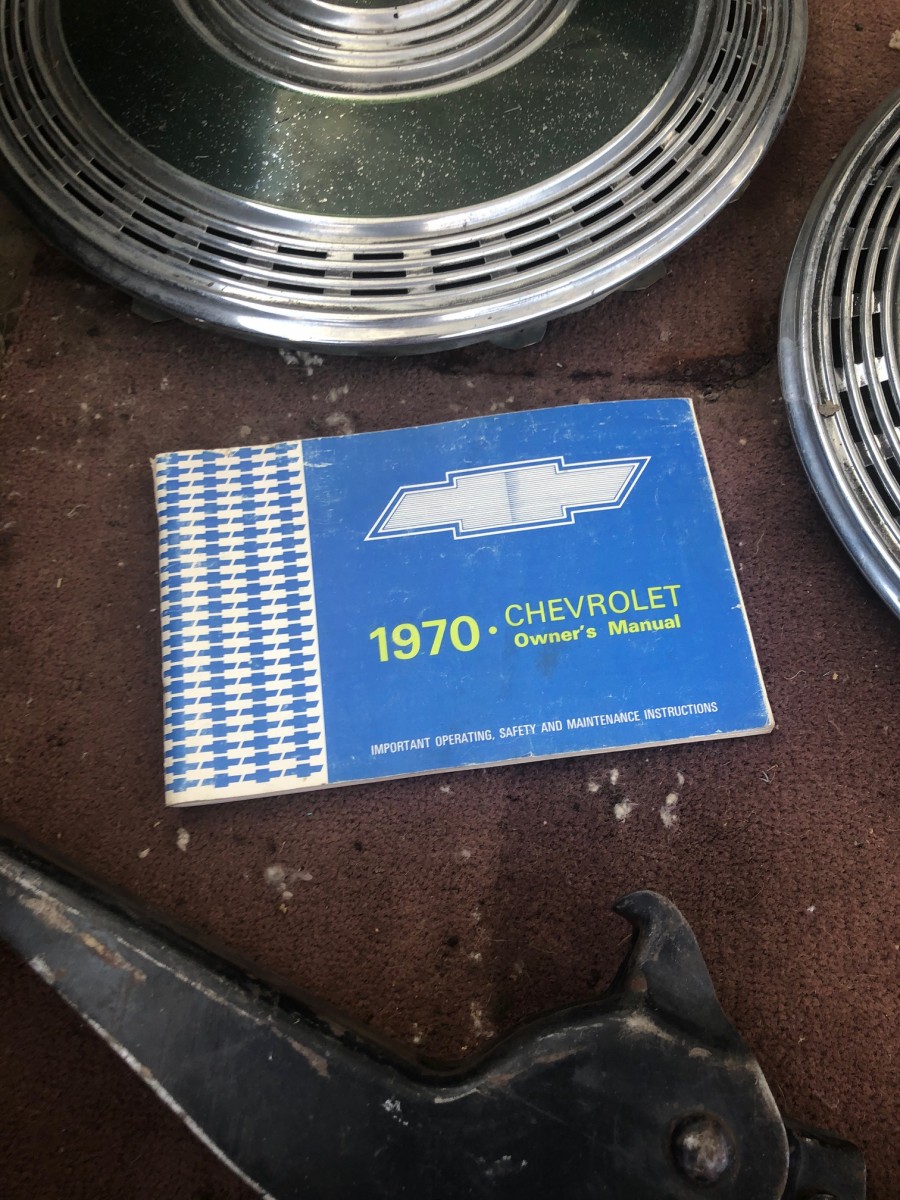 1970 • CHEVROLET
Owner's Manual
IMPORTANT OPERATING, SAFETY AND MAINTENANCE INSTRUCTIONS